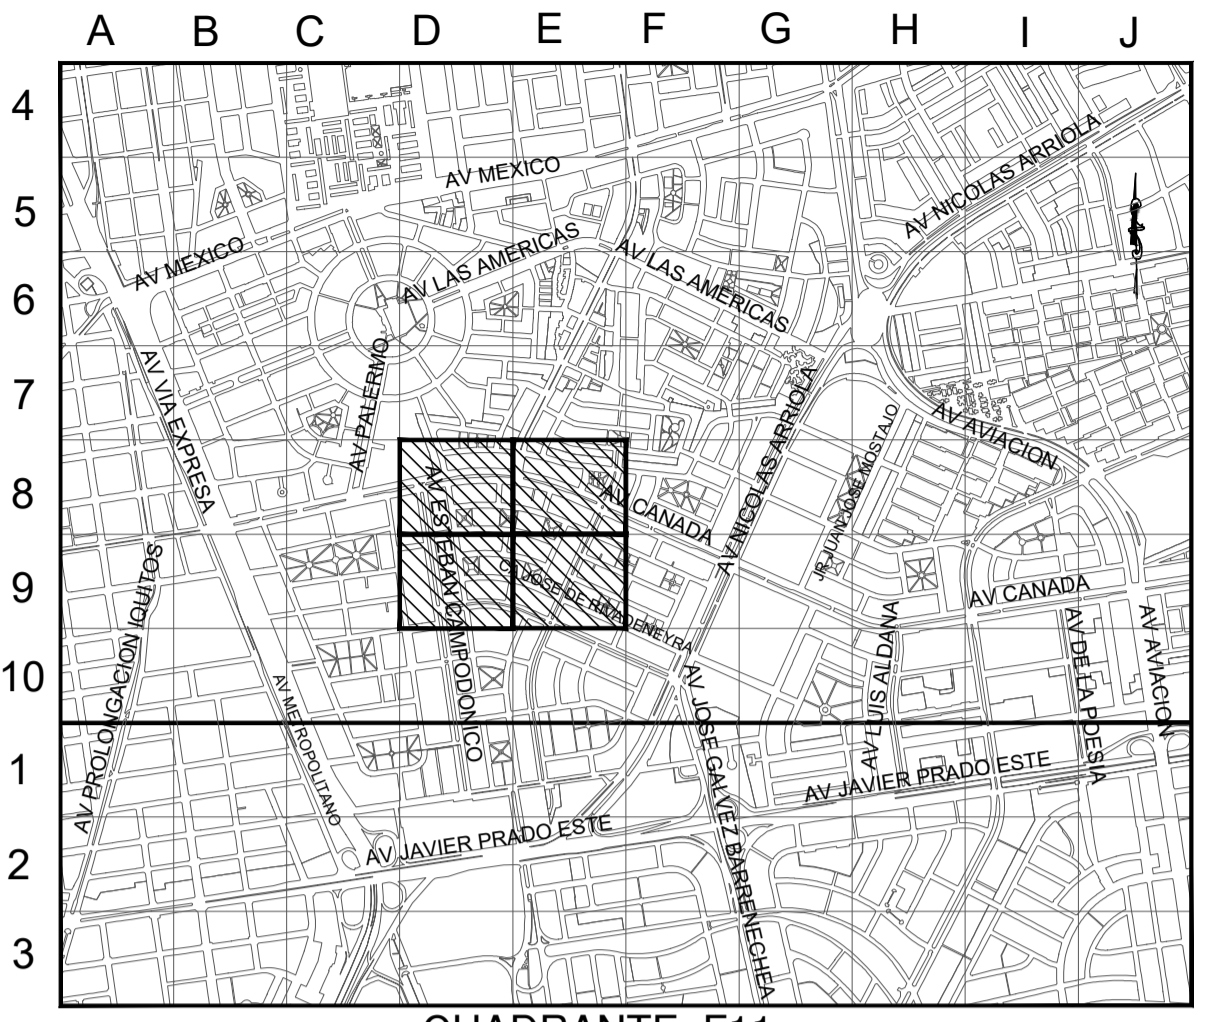 A B C D E F G H I J
4
5
6
7
8
9
10
1
2
3
AV MEXICO
AV NICOLAS ARRIOLA
AV MEXICO
AV LAS AMERICAS
AV LAS AMERICAS
AV VIA EXPRESA
AV PALERMO
AV NICOLAS ARRIOLA
JR JUAN JOSE MOSTAJO
AV AVIACION
AV ESTEBAN CAMPODONICO
AV CANADA
CA JOSE DE RIVADENEYRA
AV CANADA
AV PROLONGACION IQUITOS
AV METROPOLITANO
AV LUIS ALDANA
AV DE LA POESIA
AV AVIACION
AV JOSE GALVEZ BARRENECHEA
AV JAVIER PRADO ESTE
AV JAVIER PRADO ESTE
CUADRANTE